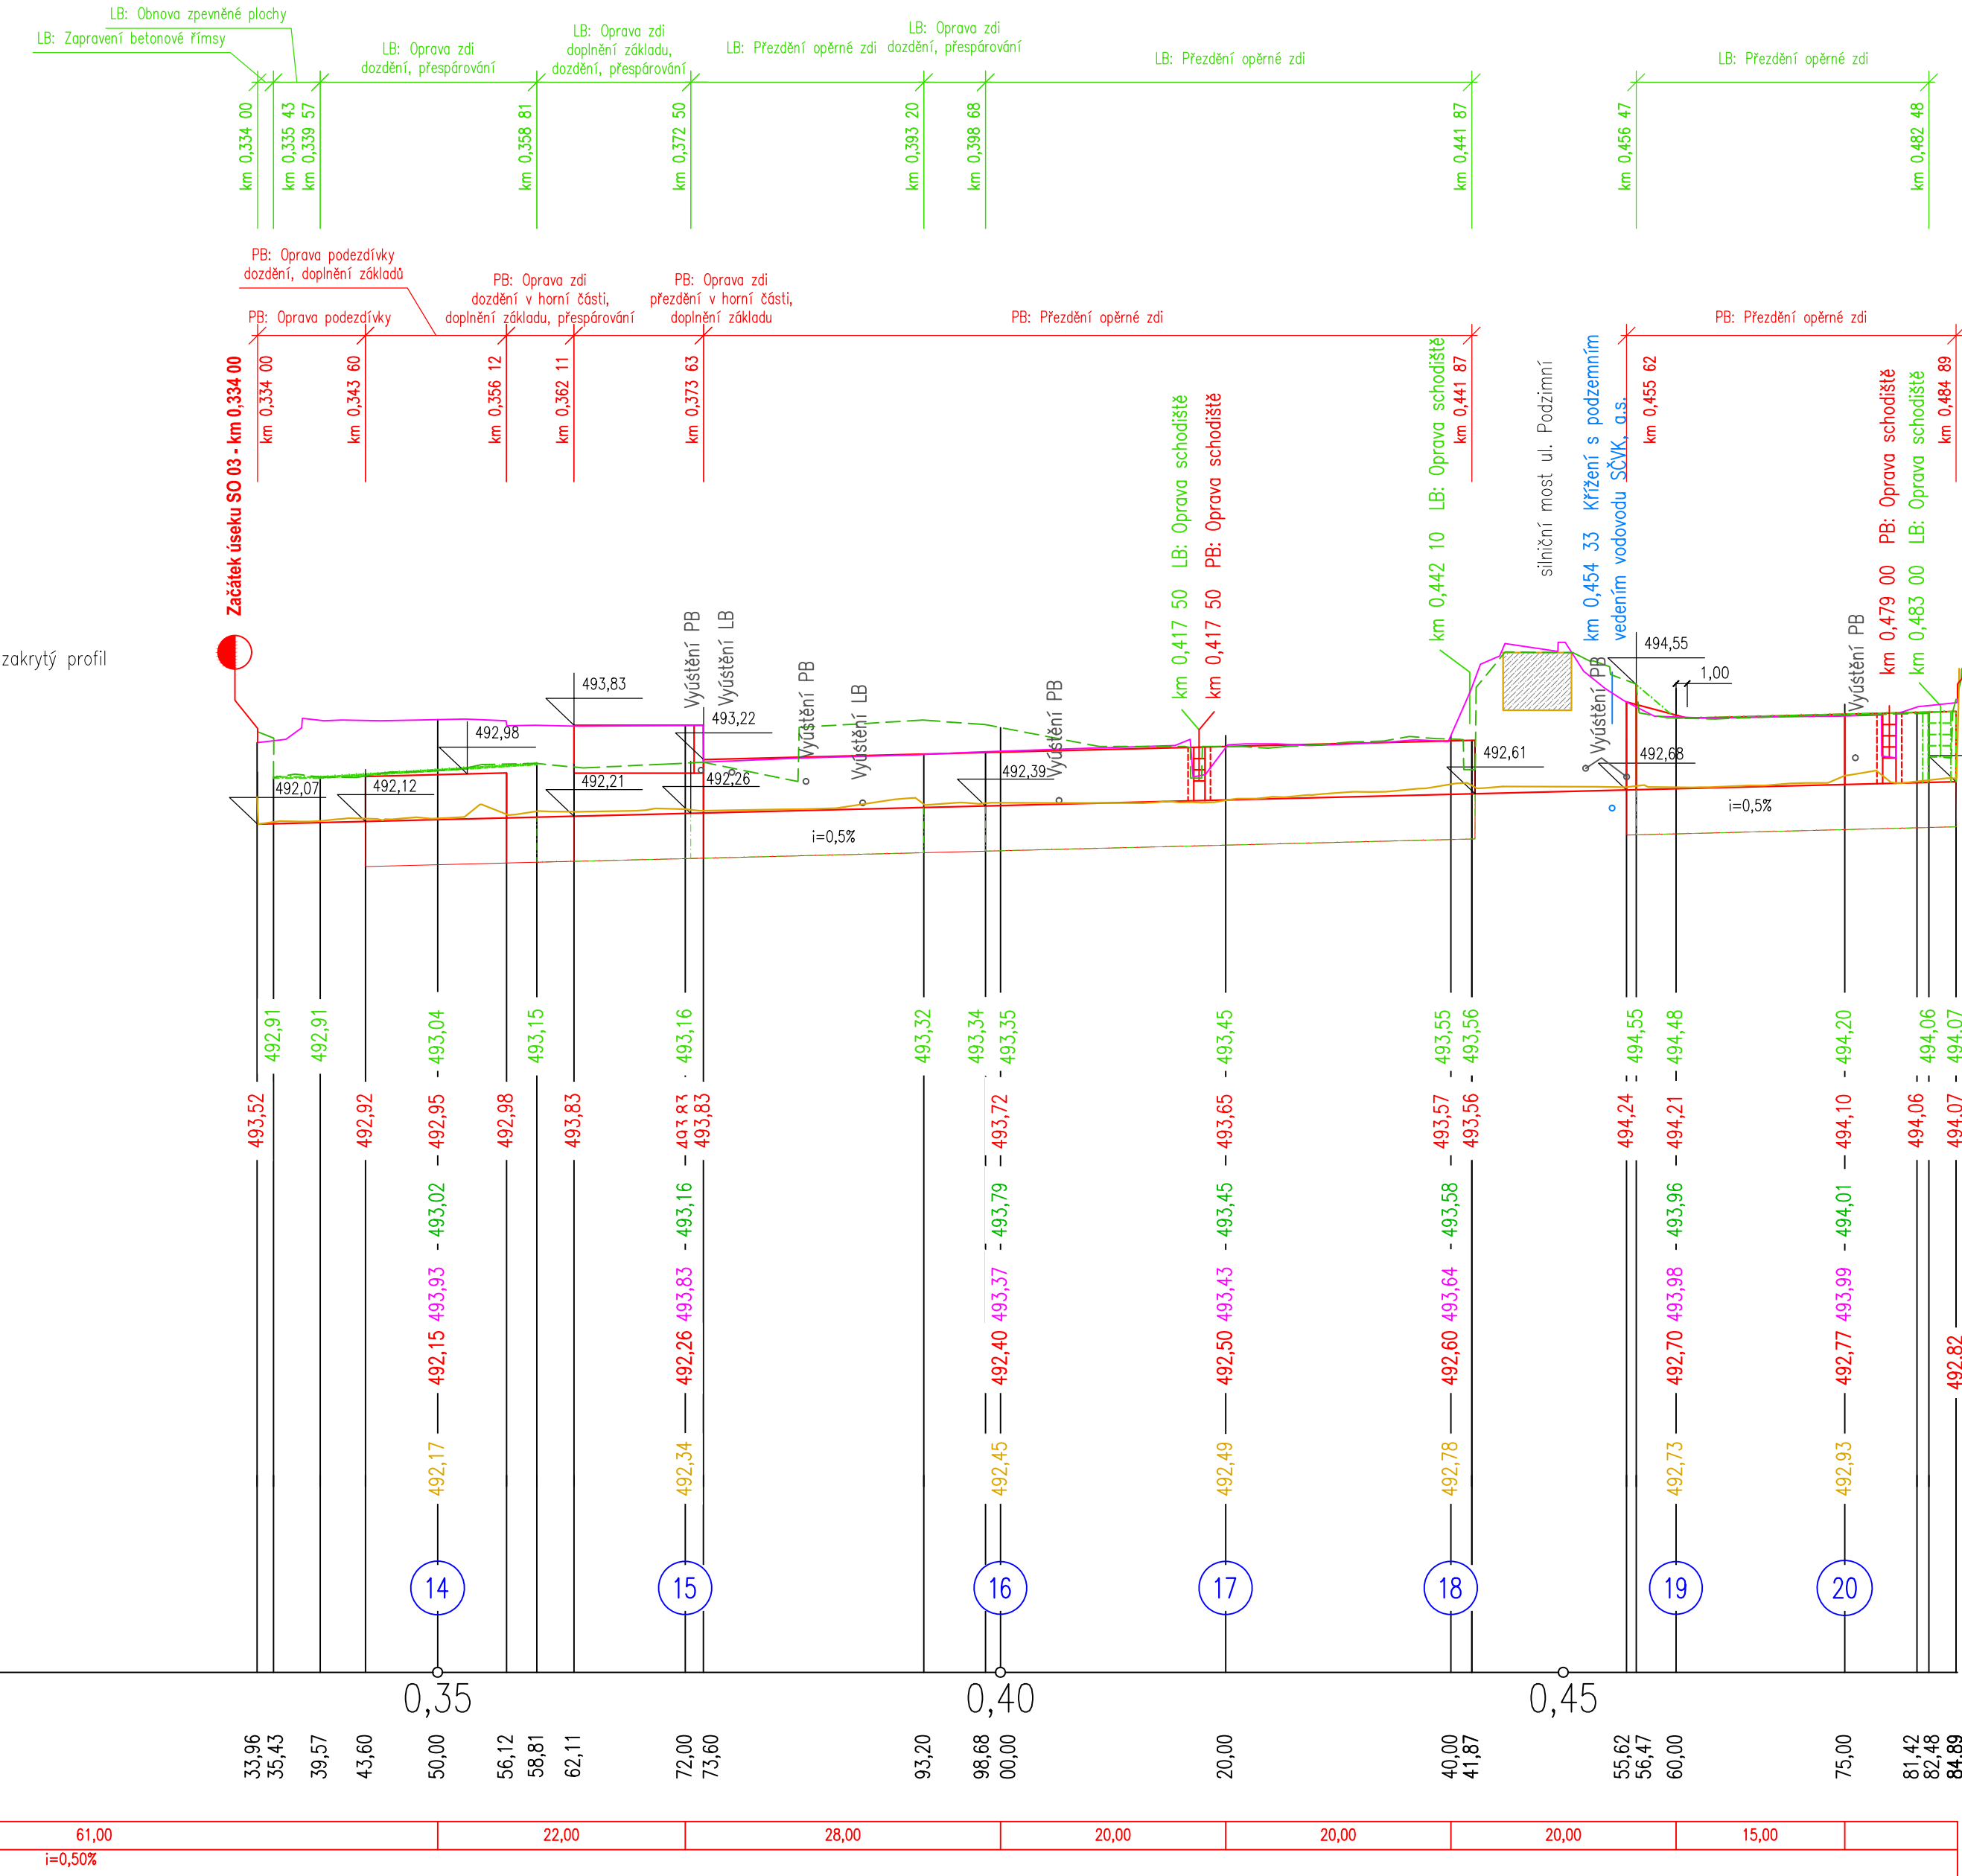 LB: Obnova zpevněné plochy
LB: Zapravení betonové římsy
LB: Oprava zdi
dozdění, přespárování
LB: Oprava zdi
doplnění základu,
dozdění, přespárování
LB: Přezdění opěrné zdi
LB: Oprava zdi
dozdění, přespárování
LB: Přezdění opěrné zdi
LB: Přezdění opěrné zdi
km 0,334 00
km 0,335 43
km 0,339 57
km 0,358 81
km 0,372 50
km 0,393 20
km 0,398 68
km 0,441 87
km 0,456 47
km 0,482 48
PB: Oprava podezdívky
dozdění, doplnění základů
PB: Oprava podezdívky
PB: Oprava zdi
dozdění v horní části,
doplnění základu, přespárování
PB: Oprava zdi
přezdění v horní části,
doplnění základu
PB: Přezdění opěrné zdi
PB: Přezdění opěrné zdi
Začátek úseku SO 03 - km 0,334 00
km 0,334 00
km 0,343 60
km 0,356 12
km 0,362 11
km 0,373 63
km 0,417 50 LB: Oprava schodiště
km 0,417 50 PB: Oprava schodiště
km 0,442 10 LB: Oprava schodiště
km 0,441 87
silniční most ul. Podzimní
km 0,454 33 Křížení s podzemním
vedením vodovodu SČVK, a.s.
km 0,455 62
km 0,479 00 PB: Oprava schodiště
km 0,483 00 LB: Oprava schodiště
km 0,484 89
zakrytý profil
Vyústění PB
Vyústění LB
Vyústění PB
Vyústění LB
Vyústění PB
Vyústění PB
Vyústění PB
494,55
1,00
493,83
493,22
492,98
492,07
492,12
492,21
492,26
492,39
492,61
492,68
i=0,5%
i=0,5%
492,91
492,91
493,04
493,15
493,16
493,32
493,34
493,35
493,45
493,55
493,56
494,55
494,48
494,20
494,06
494,07
493,52
492,92
492,95
492,98
493,83
493,83
493,83
493,72
493,65
493,57
493,56
494,24
494,21
494,10
494,06
494,07
493,02
493,16
493,79
493,45
493,58
493,96
494,01
493,93
493,83
493,37
493,43
493,64
493,98
493,99
492,15
492,26
492,40
492,50
492,60
492,70
492,77
492,82
492,17
492,34
492,45
492,49
492,78
492,73
492,93
14
15
16
17
18
19
20
0,35
0,40
0,45
33,96
35,43
39,57
43,60
50,00
56,12
58,81
62,11
72,00
73,60
93,20
98,68
00,00
20,00
40,00
41,87
55,62
56,47
60,00
75,00
81,42
82,48
84,89
61,00
22,00
28,00
20,00
20,00
20,00
15,00
i=0,50%